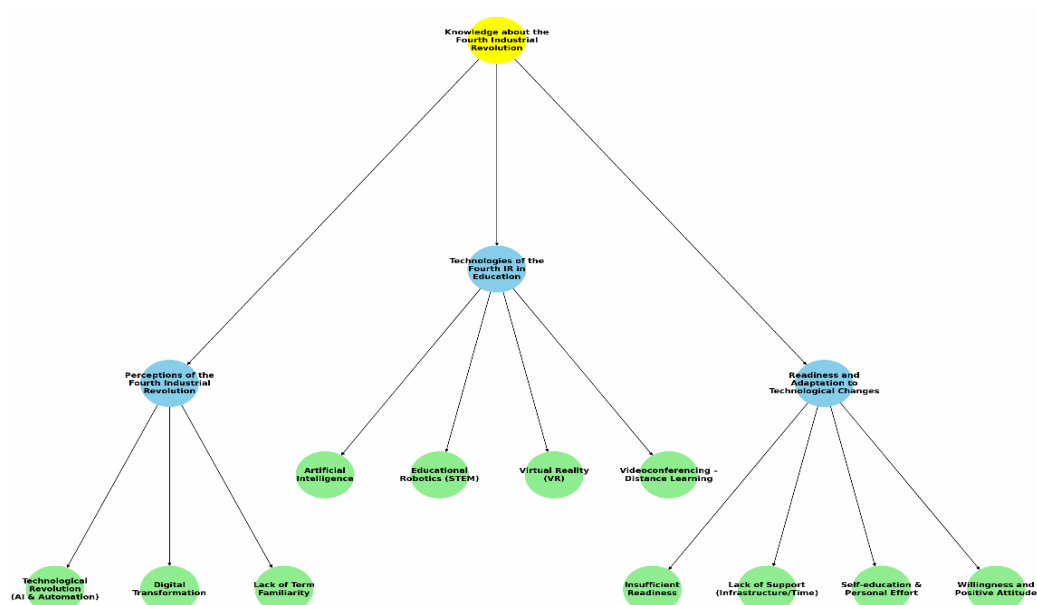 Knowledge about the
Fourth Industrial
Revolution
Technologies of the
Fourth IR in
Education
Perceptions of the
Fourth Industrial
Revolution
Readiness and
Adaptation to
Technological Changes
Artificial
Intelligence
Educational
Robotics (STEM)
Virtual Reality
(VR)
Videoconferencing –
Distance Learning
Technological
Revolution
(AI & Automation)
Digital
Transformation
Lack of Term
Familiarity
Insufficient
Readiness
Lack of Support
(Infrastructure/Time)
Self-education &
Personal Effort
Willingness and
Positive Attitude